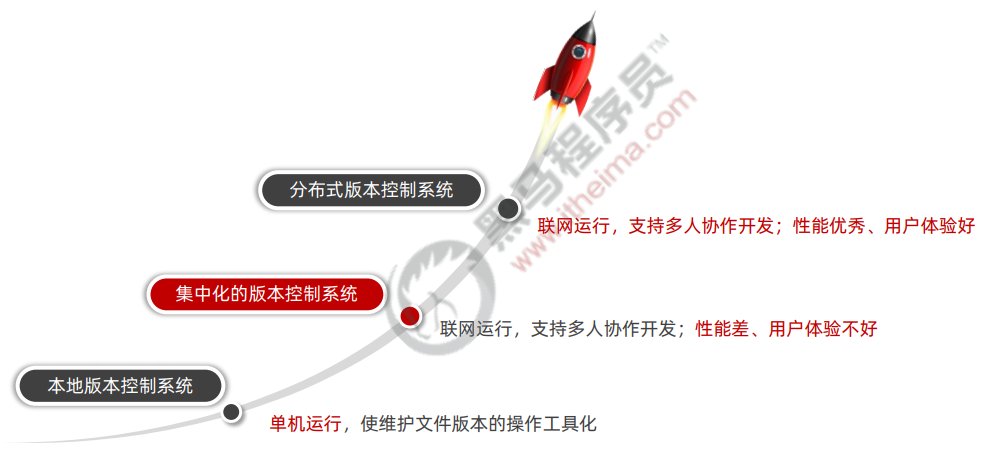 分布式版本控制系统
联网运行，支持多人协作开发；性能优秀、用户体验好
集中化的版本控制系统
联网运行，支持多人协作开发；性能差、用户体验不好
本地版本控制系统
单机运行，使维护文件版本的操作工具化
黑马程序员™
www.itheima.com